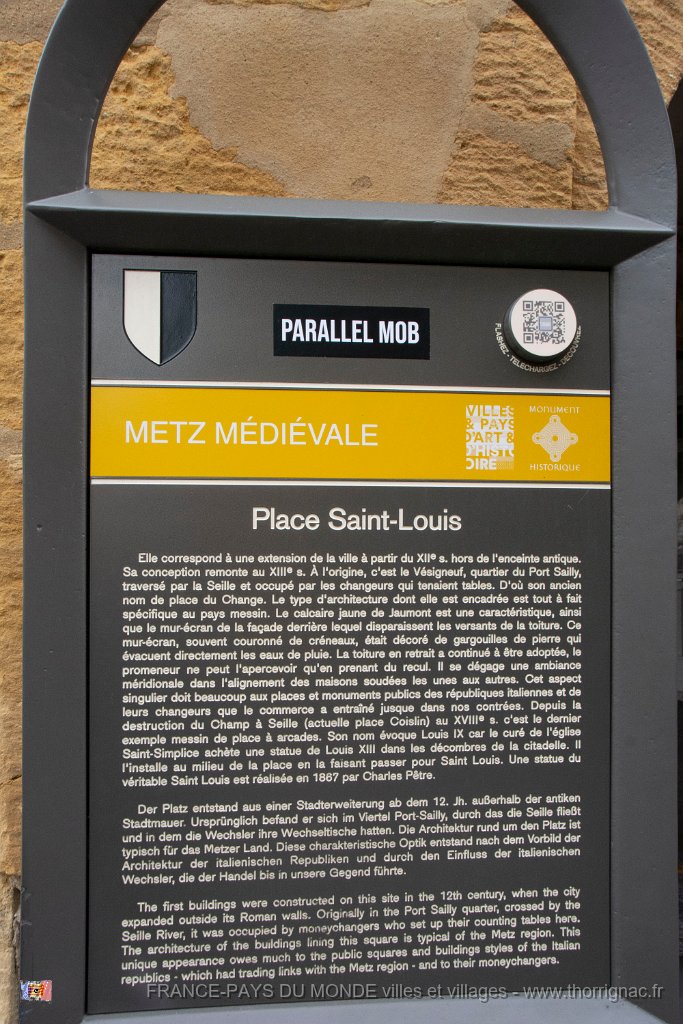 PARALLEL MOB
FLASHEZ - TELECHARGEZ - DECOUVREZ
METZ MÉDIÉVALE
VILLES
& PAYS
D'ART &
D'HISTO
OIRE
MONUMENT
HISTORIQUE
Place Saint-Louis
Elle correspond à une extension de la ville à partir du XIIe s. hors de l'enceinte antique.
Sa conception remonte au XIIIe s. À l'origine, c'est le Vésigneuf, quartier du Port Sailly,
traversé par la Seille et occupé par les changeurs qui tenaient tables. D'où son ancien
nom de place du Change. Le type d'architecture dont elle est encadrée est tout à fait
spécifique au pays messin. Le calcaire jaune de Jaumont est une caractéristique, ainsi
que le mur-écran de la façade derrière lequel disparaissent les versants de la toiture. Ce
mur-écran, souvent couronné de créneaux, était décoré de gargouilles de pierre qui
évacuent directement les eaux de pluie. La toiture en retrait a continué à être adoptée, le
promeneur ne peut l'apercevoir qu'en prenant du recul. Il se dégage une ambiance
méridionale dans l'alignement des maisons soudées les unes aux autres. Cet aspect
singulier doit beaucoup aux places et monuments publics des républiques italiennes et de
leurs changeurs que le commerce a entraîné jusque dans nos contrées. Depuis la
destruction du Champ à Seille (actuelle place Coislin) au XVIIIe s. c'est le dernier
exemple messin de place à arcades. Son nom évoque Louis IX car le curé de l'église
Saint-Simplice achète une statue de Louis XIII dans les décombres de la citadelle. Il
l'installe au milieu de la place en la faisant passer pour Saint Louis. Une statue du
véritable Saint Louis est réalisée en 1867 par Charles Pêtre.
Der Platz entstand aus einer Stadterweiterung ab dem 12. Jh. außerhalb der antiken
Stadtmauer. Ursprünglich befand er sich im Viertel Port-Sailly, durch das die Seille fließt
und in dem die Wechsler ihre Wechseltische hatten. Die Architektur rund um den Platz ist
typisch für das Metzer Land. Diese charakteristische Optik entstand nach dem Vorbild der
Architektur der italienischen Republiken und durch den Einfluss der italienischen
Wechsler, die der Handel bis in unsere Gegend führte.
The first buildings were constructed on this site in the 12th century, when the city
expanded outside its Roman walls. Originally in the Port Sailly quarter, crossed by the
Seille River, it was occupied by moneychangers who set up their counting tables here.
The architecture of the buildings lining this square is typical of the Metz region. This
unique appearance owes much to the public squares and building styles of the Italian
republics - which had trading links with the Metz region - and to their moneychangers.
FRANCE-PAYS DU MONDE villes et villages - www.thorrignac.fr